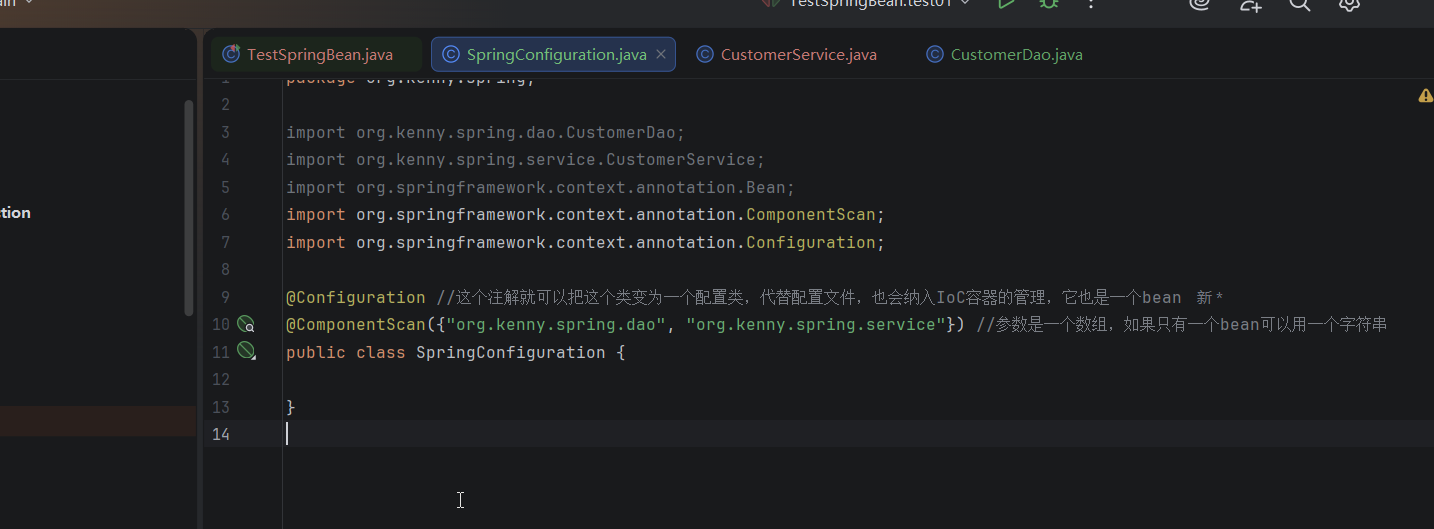 TestSpringBean.test01
TestSpringBean.java
SpringConfiguration.java
CustomerService.java
CustomerDao.java
1 package org.kenny.spring;
2
3 import org.kenny.spring.dao.CustomerDao;
4 import org.kenny.spring.service.CustomerService;
5 import org.springframework.context.annotation.Bean;
6 import org.springframework.context.annotation.ComponentScan;
7 import org.springframework.context.annotation.Configuration;
8
9 @Configuration //这个注解就可以把这个类变为一个配置类，代替配置文件，也会纳入IoC容器的管理，它也是一个bean 新 *
10 @ComponentScan({"org.kenny.spring.dao", "org.kenny.spring.service"}) //参数是一个数组，如果只有一个bean可以用一个字符串
tion
11 public class SpringConfiguration {
12
13 }
14